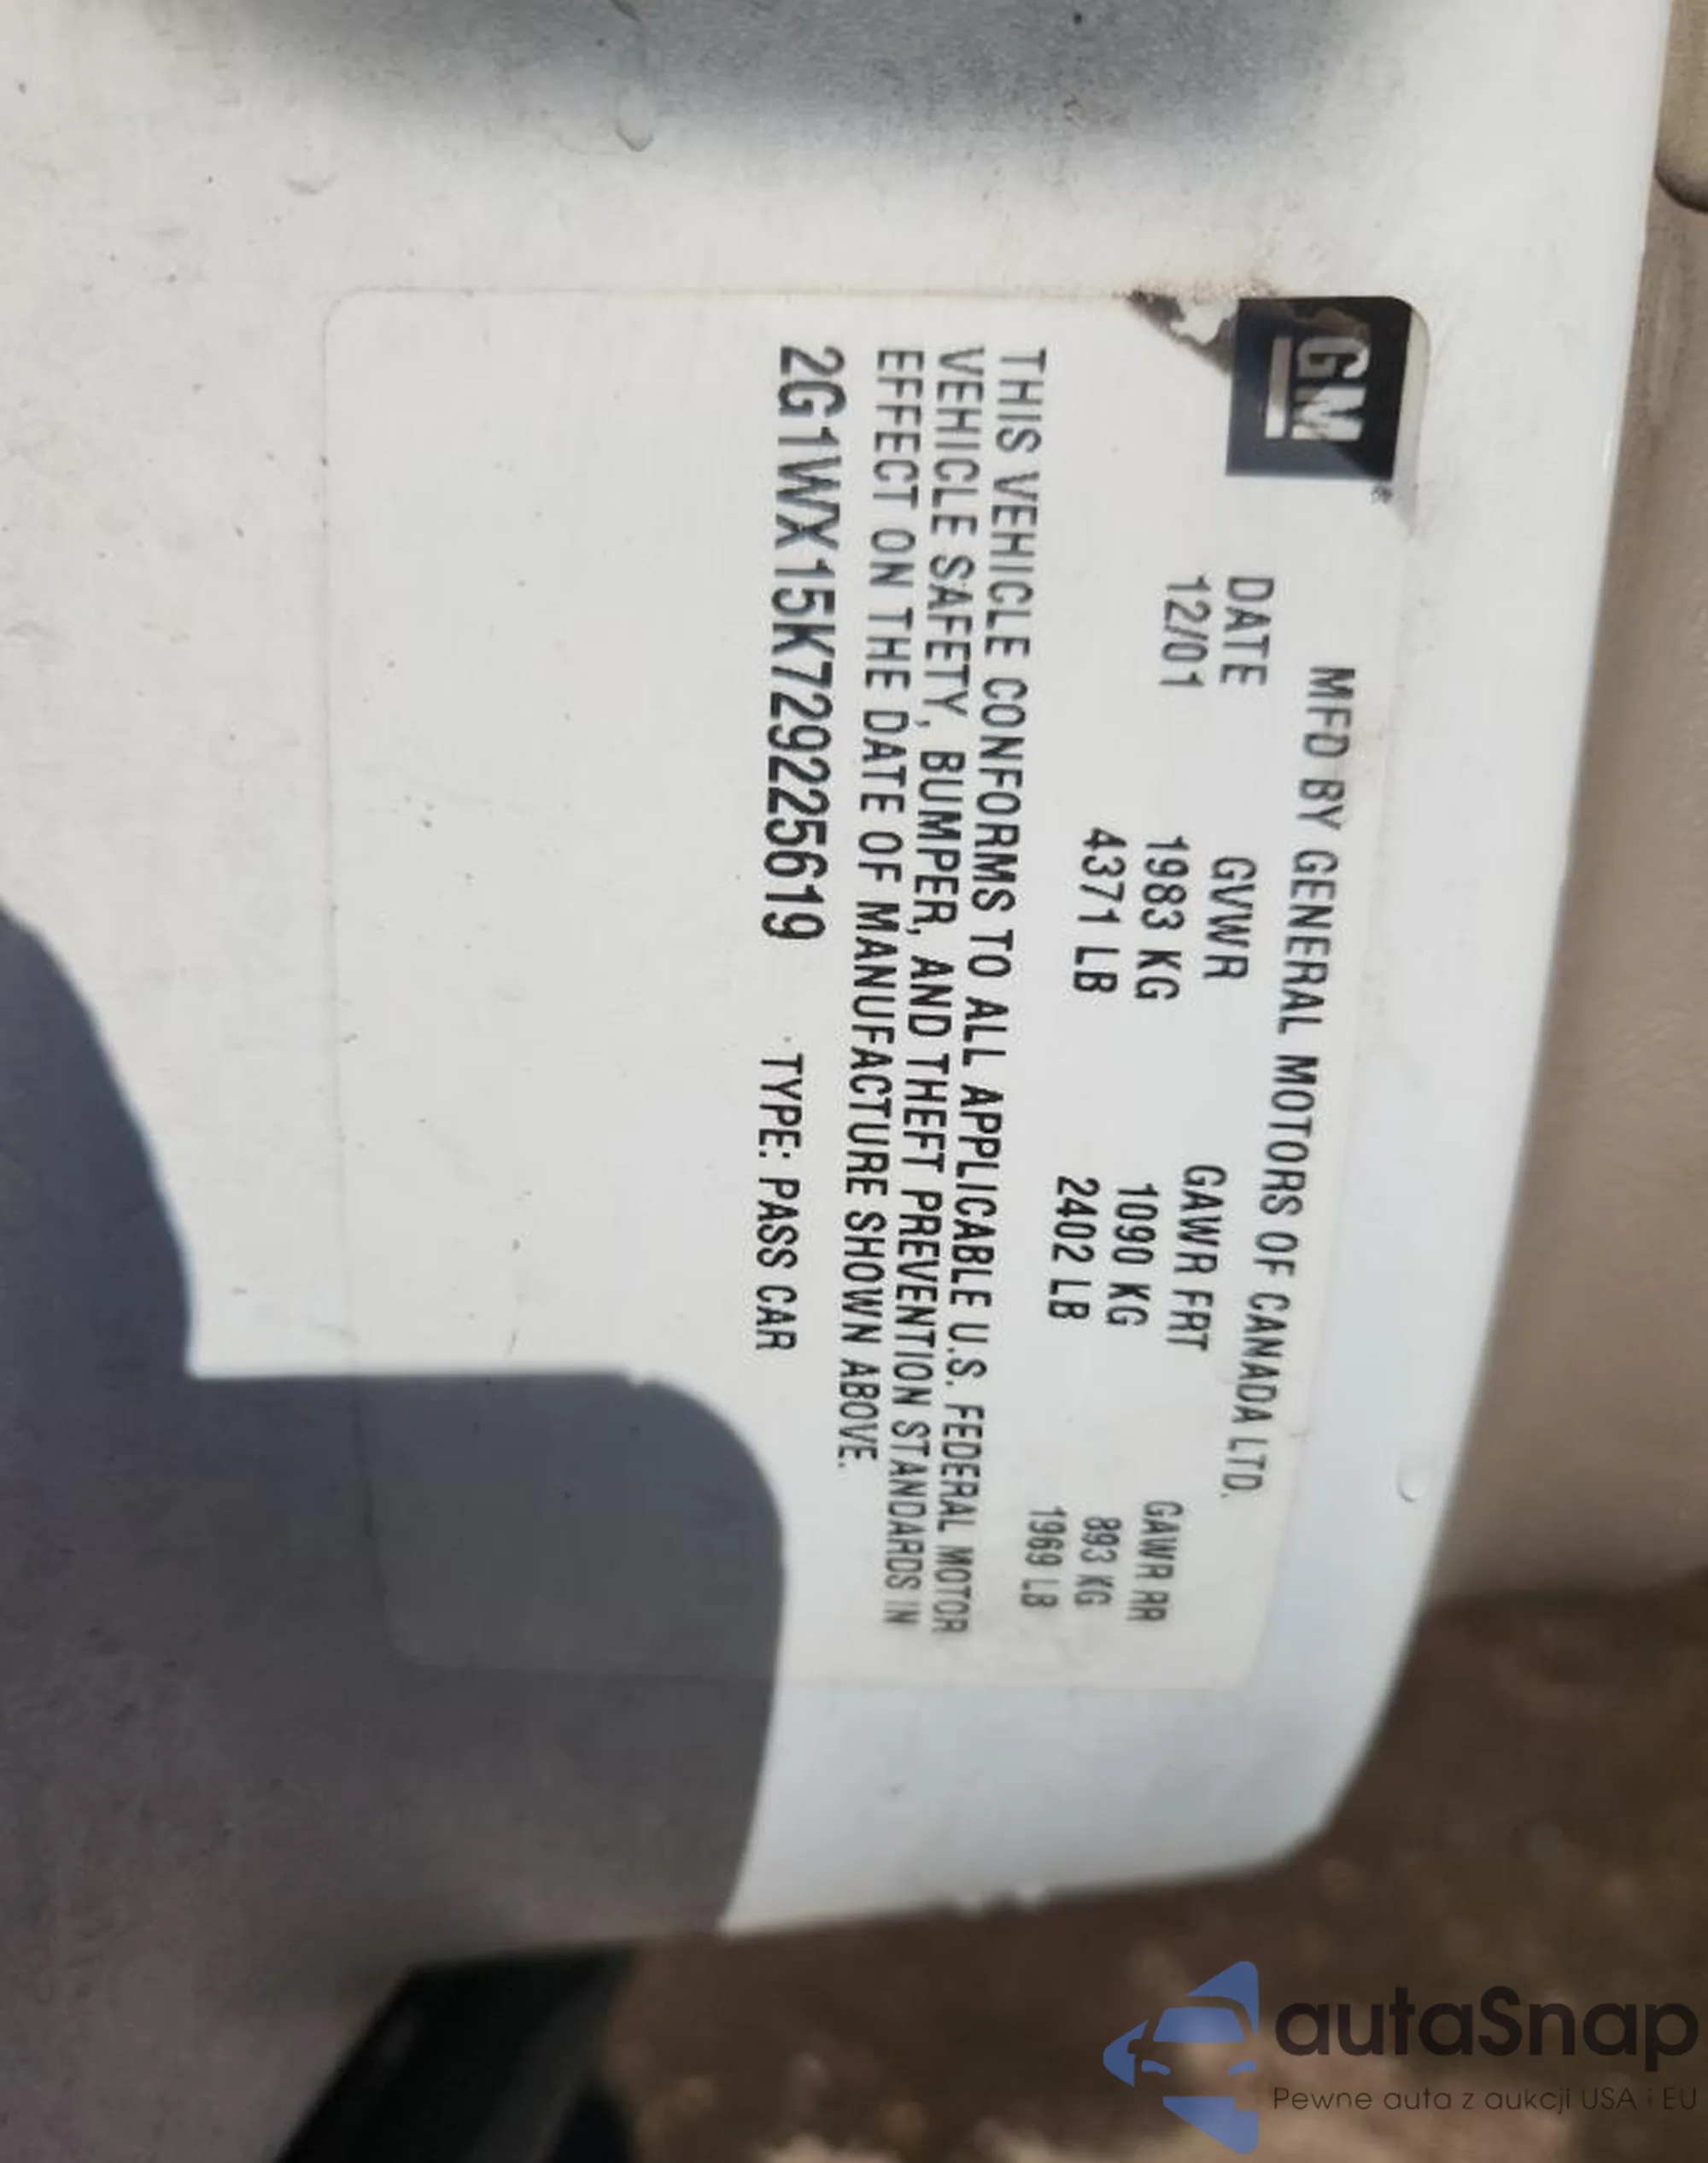 GM®
MFD BY GENERAL MOTORS OF CANADA LTD.
DATE GVWR GAWR FRT GAWR RR
12/01 1983 KG 1090 KG 893 KG
4371 LB 2402 LB 1969 LB
THIS VEHICLE CONFORMS TO ALL APPLICABLE U.S. FEDERAL MOTOR
VEHICLE SAFETY, BUMPER, AND THEFT PREVENTION STANDARDS IN
EFFECT ON THE DATE OF MANUFACTURE SHOWN ABOVE.
2G1WX15K729225619 TYPE: PASS CAR
autaSnap
Pewne auta z aukcji USA i EU